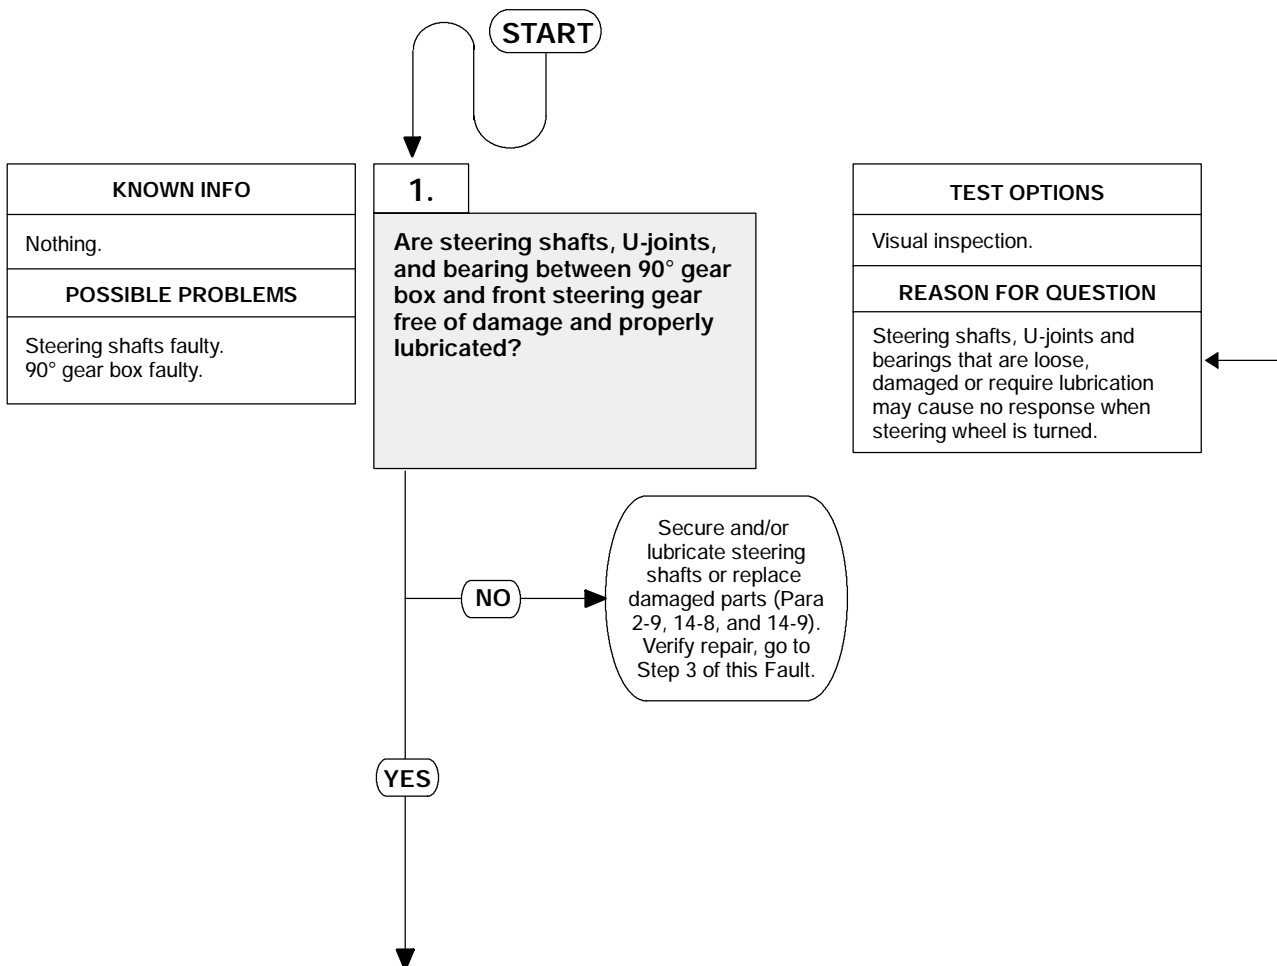 START
KNOWN INFO
Nothing.
POSSIBLE PROBLEMS
Steering shafts faulty.
90° gear box faulty.
1.
Are steering shafts, U-joints,
and bearing between 90° gear
box and front steering gear
free of damage and properly
lubricated?
TEST OPTIONS
Visual inspection.
REASON FOR QUESTION
Steering shafts, U-joints and
bearings that are loose,
damaged or require lubrication
may cause no response when
steering wheel is turned.
NO
Secure and/or
lubricate steering
shafts or replace
damaged parts (Para
2-9, 14-8, and 14-9).
Verify repair, go to
Step 3 of this Fault.
YES